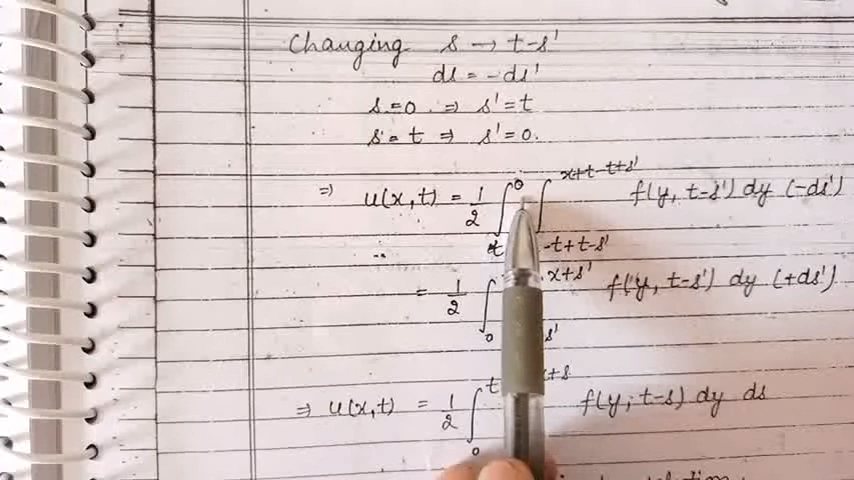 Changing s → t-s'
ds = -ds'
s=0 ⇒ s'=t
s=t ⇒ s'=0.
⇒ u(x,t) = 1/2 ∫_t^0 ∫_{-t+t-s'}^{x+t-t+s'} f(y, t-s') dy (-ds')
= 1/2 ∫_0 ∫_{s'}^{x+s'} f(y, t-s') dy (+ds')
⇒ u(x,t) = 1/2 ∫_0^t ∫^{+s} f(y, t-s) dy ds